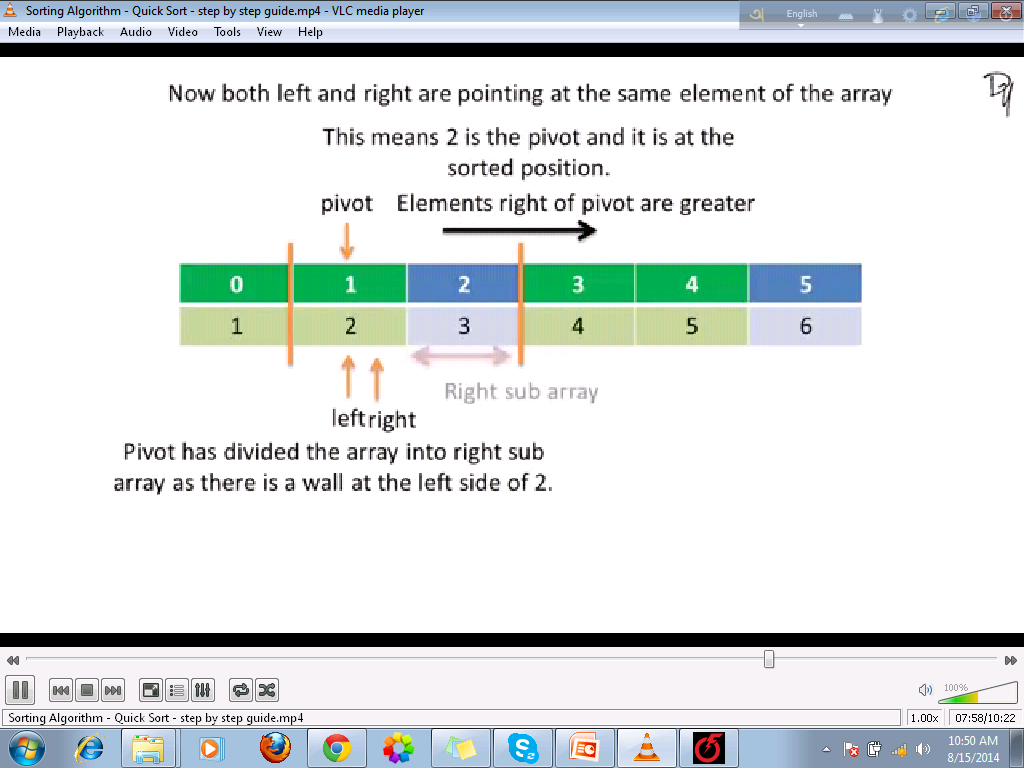 Sorting Algorithm - Quick Sort - step by step guide.mp4 - VLC media player
English
Media Playback Audio Video Tools View Help
Now both left and right are pointing at the same element of the array
This means 2 is the pivot and it is at the
sorted position.
pivot Elements right of pivot are greater
0 1 2 3 4 5
1 2 3 4 5 6
Right sub array
left right
Pivot has divided the array into right sub
array as there is a wall at the left side of 2.
100%
Sorting Algorithm - Quick Sort - step by step guide.mp4 1.00x 07:58/10:22
10:50 AM
8/15/2014